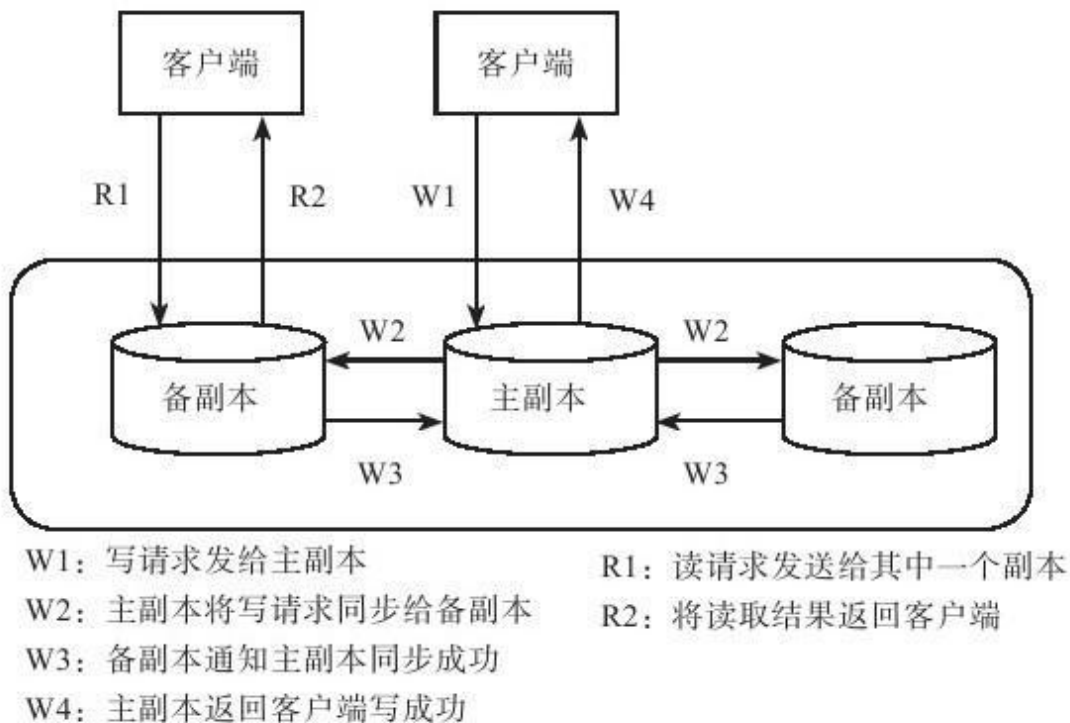 客户端 客户端
R1 R2 W1 W4
W2 W2
备副本 主副本 备副本
W3 W3
W1：写请求发给主副本
W2：主副本将写请求同步给备副本
W3：备副本通知主副本同步成功
W4：主副本返回客户端写成功
R1：读请求发送给其中一个副本
R2：将读取结果返回客户端